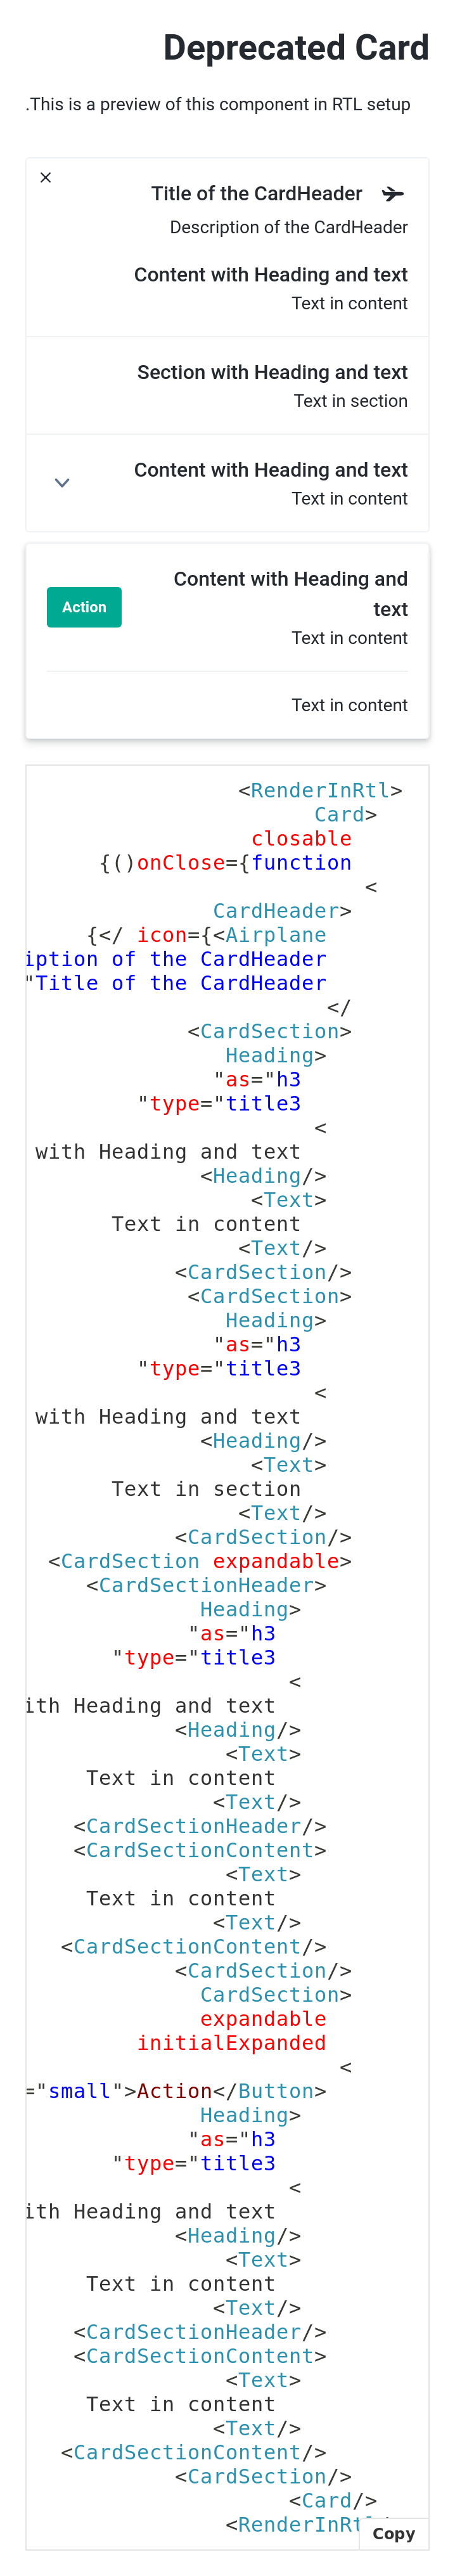 Deprecated Card
.This is a preview of this component in RTL setup
Title of the CardHeader
Description of the CardHeader
Content with Heading and text
Text in content
Section with Heading and text
Text in section
Content with Heading and text
Text in content
Content with Heading and
text
Action
Text in content
Text in content
<RenderInRtl>
Card>
closable
{()onClose={function
<
CardHeader>
{</ icon={<Airplane
iption of the CardHeader
"Title of the CardHeader
</
<CardSection>
Heading>
"as="h3
"type="title3
<
with Heading and text
<Heading/>
<Text>
Text in content
<Text/>
<CardSection/>
<CardSection>
Heading>
"as="h3
"type="title3
<
with Heading and text
<Heading/>
<Text>
Text in section
<Text/>
<CardSection/>
<CardSection expandable>
<CardSectionHeader>
Heading>
"as="h3
"type="title3
<
ith Heading and text
<Heading/>
<Text>
Text in content
<Text/>
<CardSectionHeader/>
<CardSectionContent>
<Text>
Text in content
<Text/>
<CardSectionContent/>
<CardSection/>
CardSection>
expandable
initialExpanded
<
="small">Action</Button>
Heading>
"as="h3
"type="title3
<
ith Heading and text
<Heading/>
<Text>
Text in content
<Text/>
<CardSectionHeader/>
<CardSectionContent>
<Text>
Text in content
<Text/>
<CardSectionContent/>
<CardSection/>
<Card/>
<RenderInRtl/
Copy